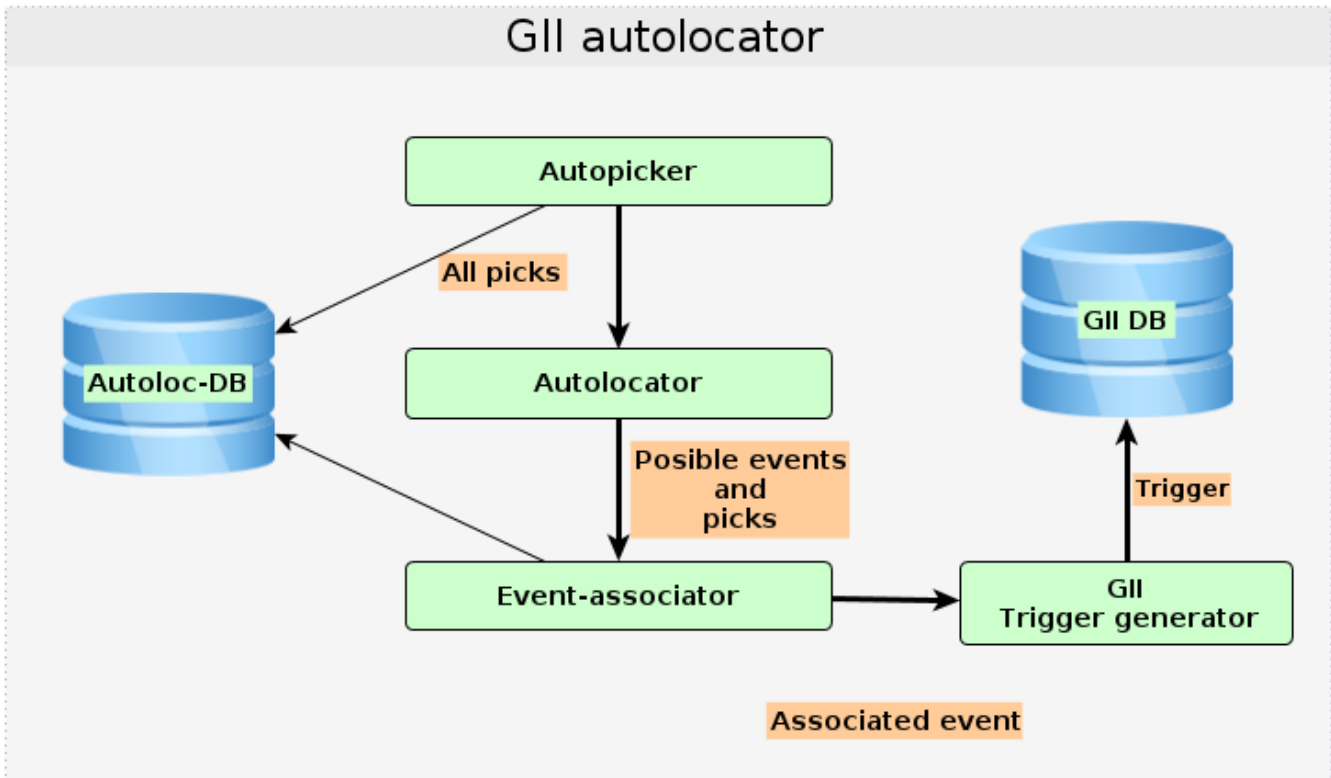 GII autolocator
Autopicker
All picks
GII DB
Autoloc-DB
Autolocator
Posible events
and
picks
Trigger
Event-associator
GII
Trigger generator
Associated event